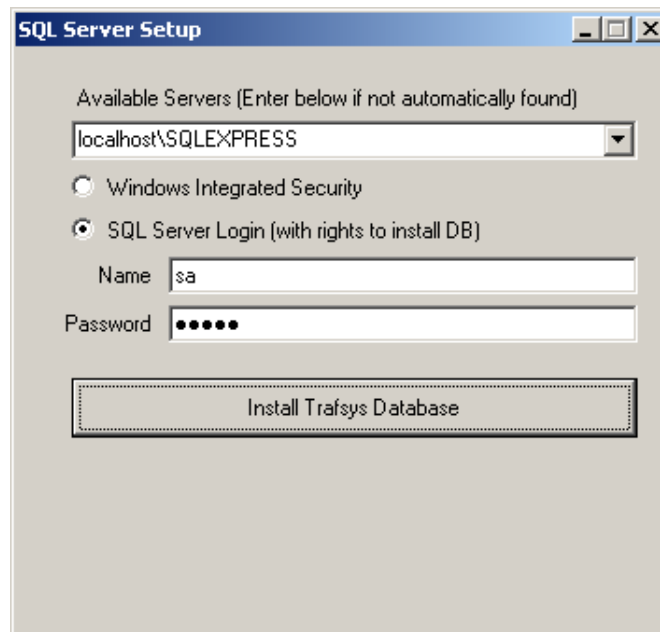 SQL Server Setup
Available Servers (Enter below if not automatically found)
localhost\SQLEXPRESS
Windows Integrated Security
SQL Server Login (with rights to install DB)
Name sa
Password •••••
Install Trafsys Database